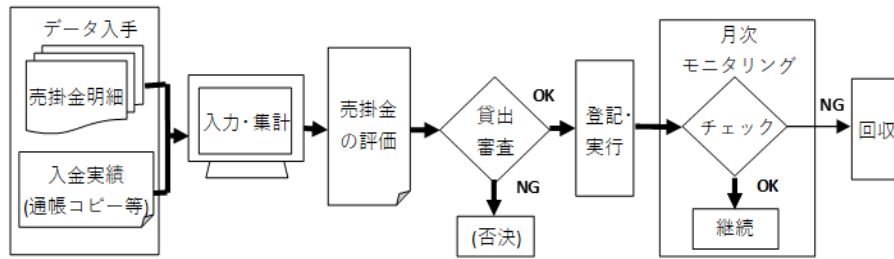 データ入手
売掛金明細
入金実績
(通帳コピー等)
入力・集計
売掛金
の評価
貸出
審査
OK
NG
(否決)
登記・
実行
月次
モニタリング
チェック
OK
継続
NG
回収